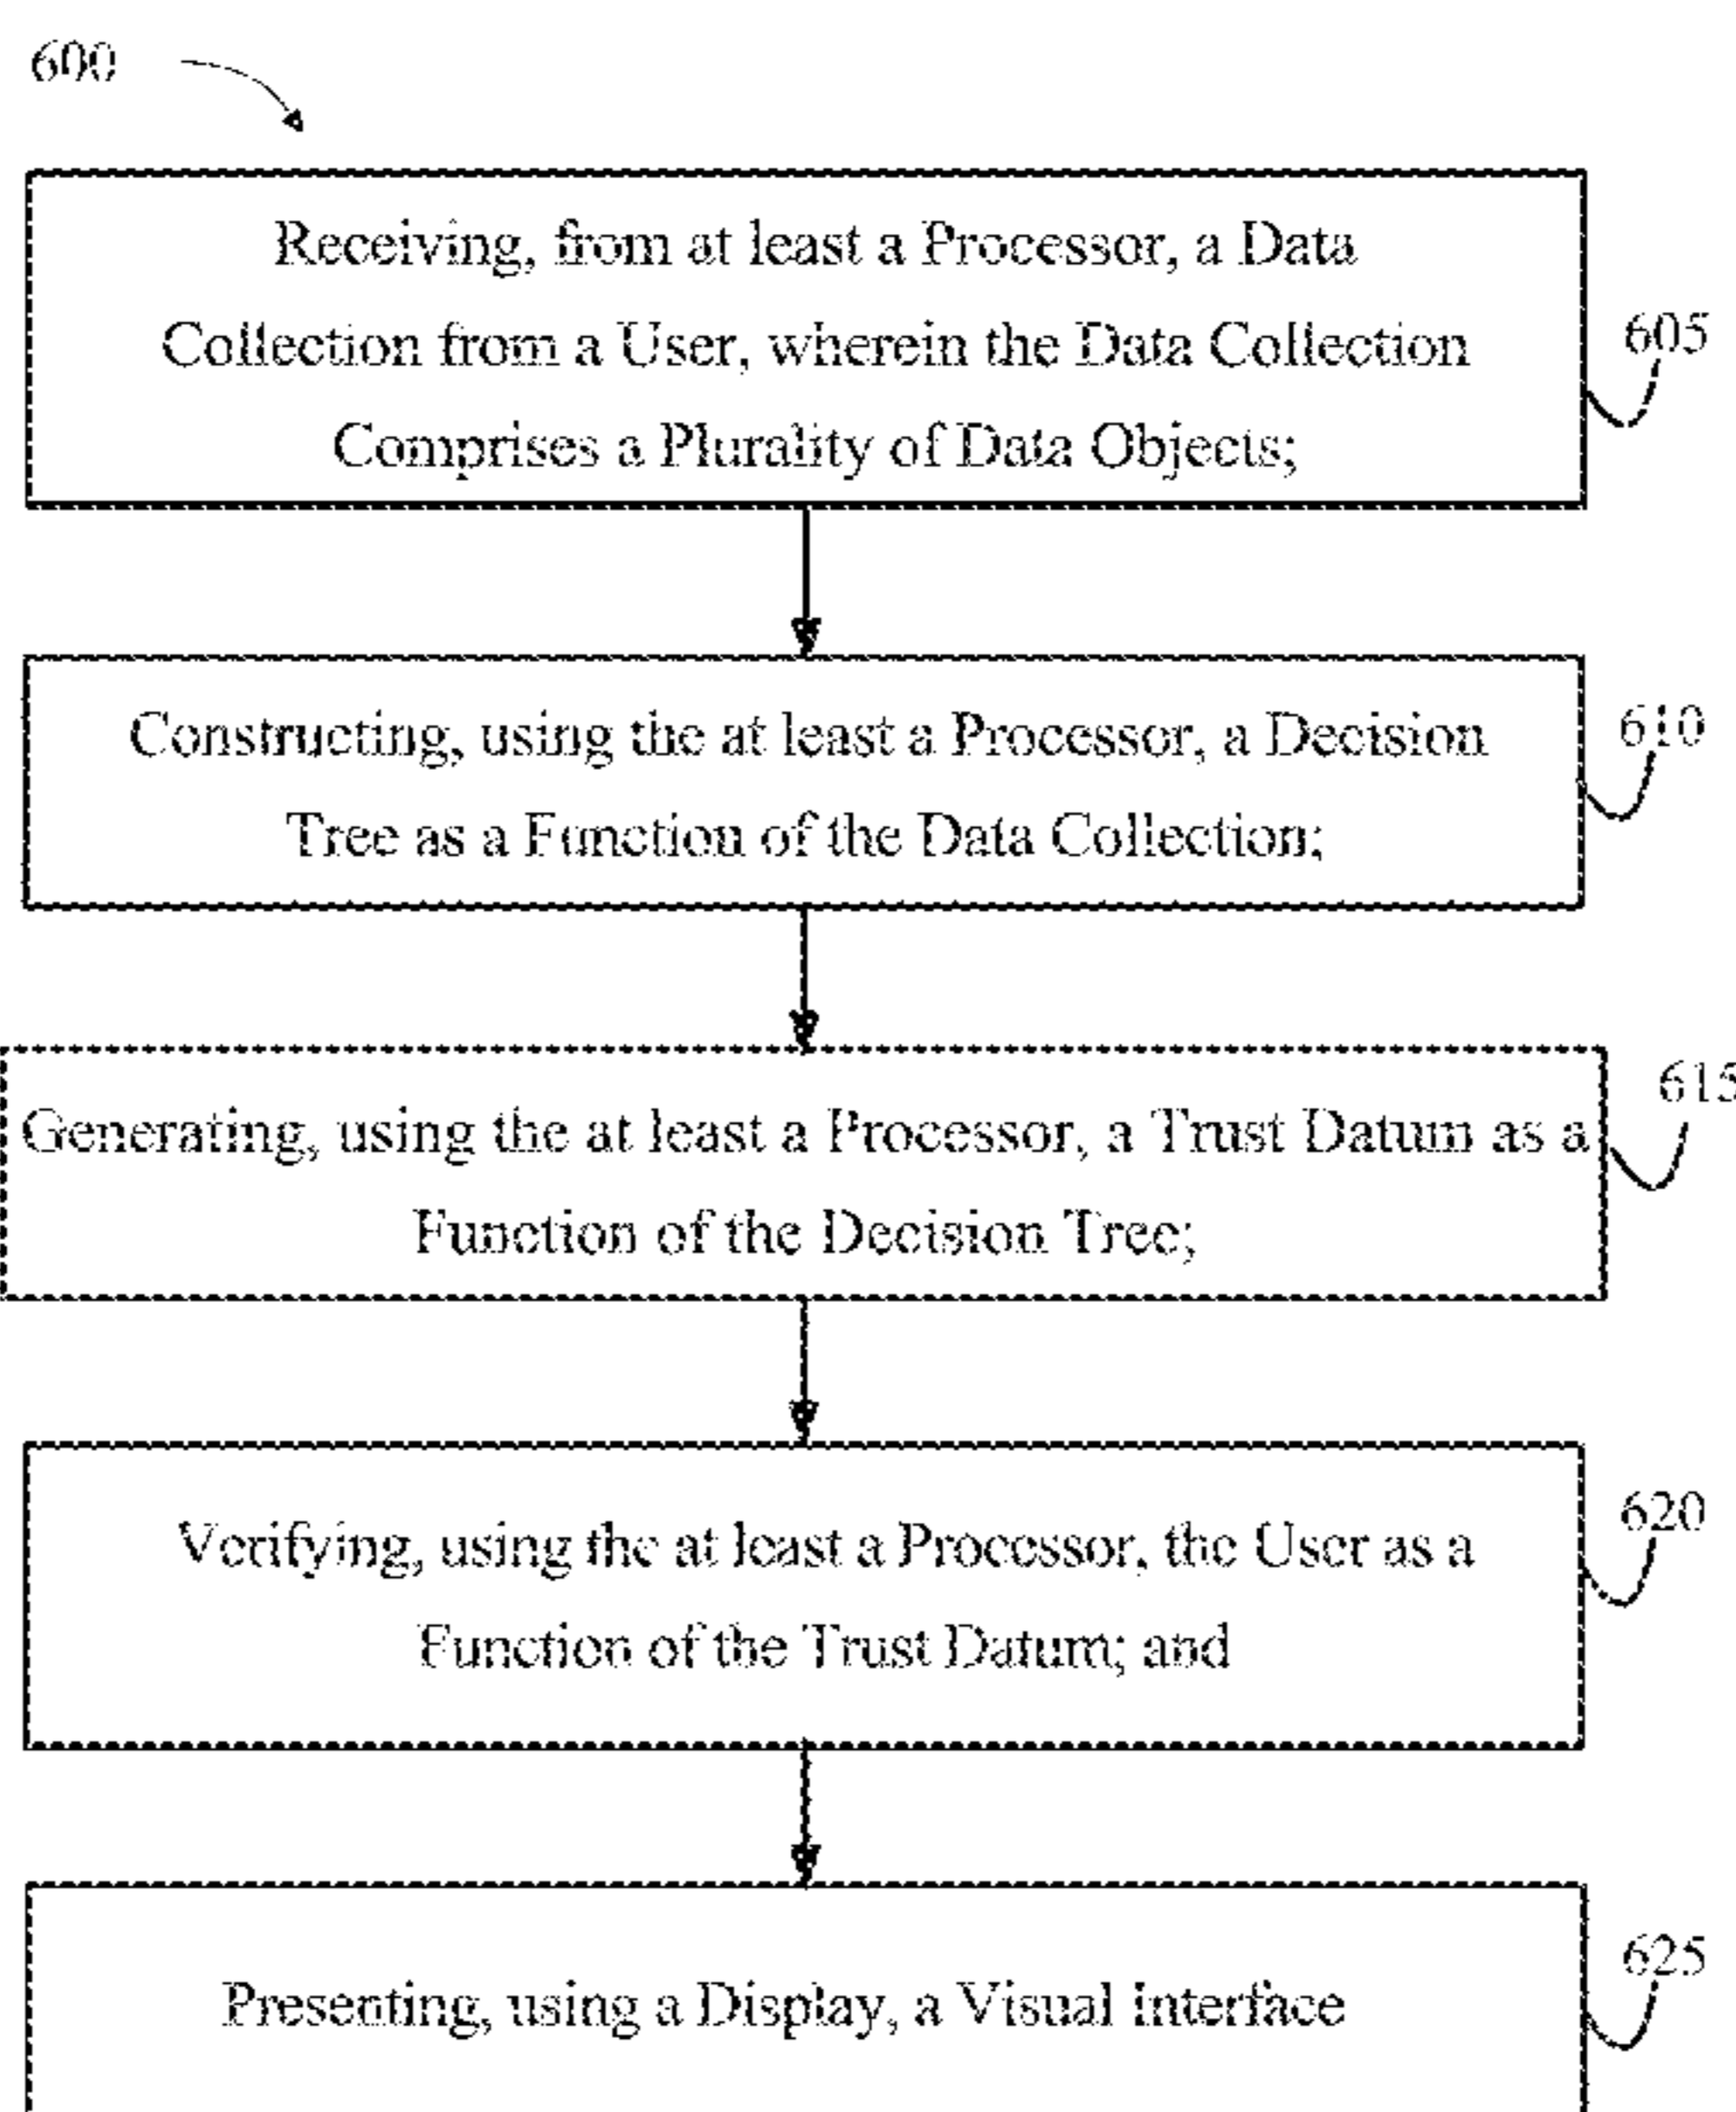 600
Receiving, from at least a Processor, a Data
Collection from a User, wherein the Data Collection
Comprises a Plurality of Data Objects;
605
Constructing, using the at least a Processor, a Decision
Tree as a Function of the Data Collection;
610
Generating, using the at least a Processor, a Trust Datum as a
Function of the Decision Tree;
615
Verifying, using the at least a Processor, the User as a
Function of the Trust Datum; and
620
Presenting, using a Display, a Visual Interface
625